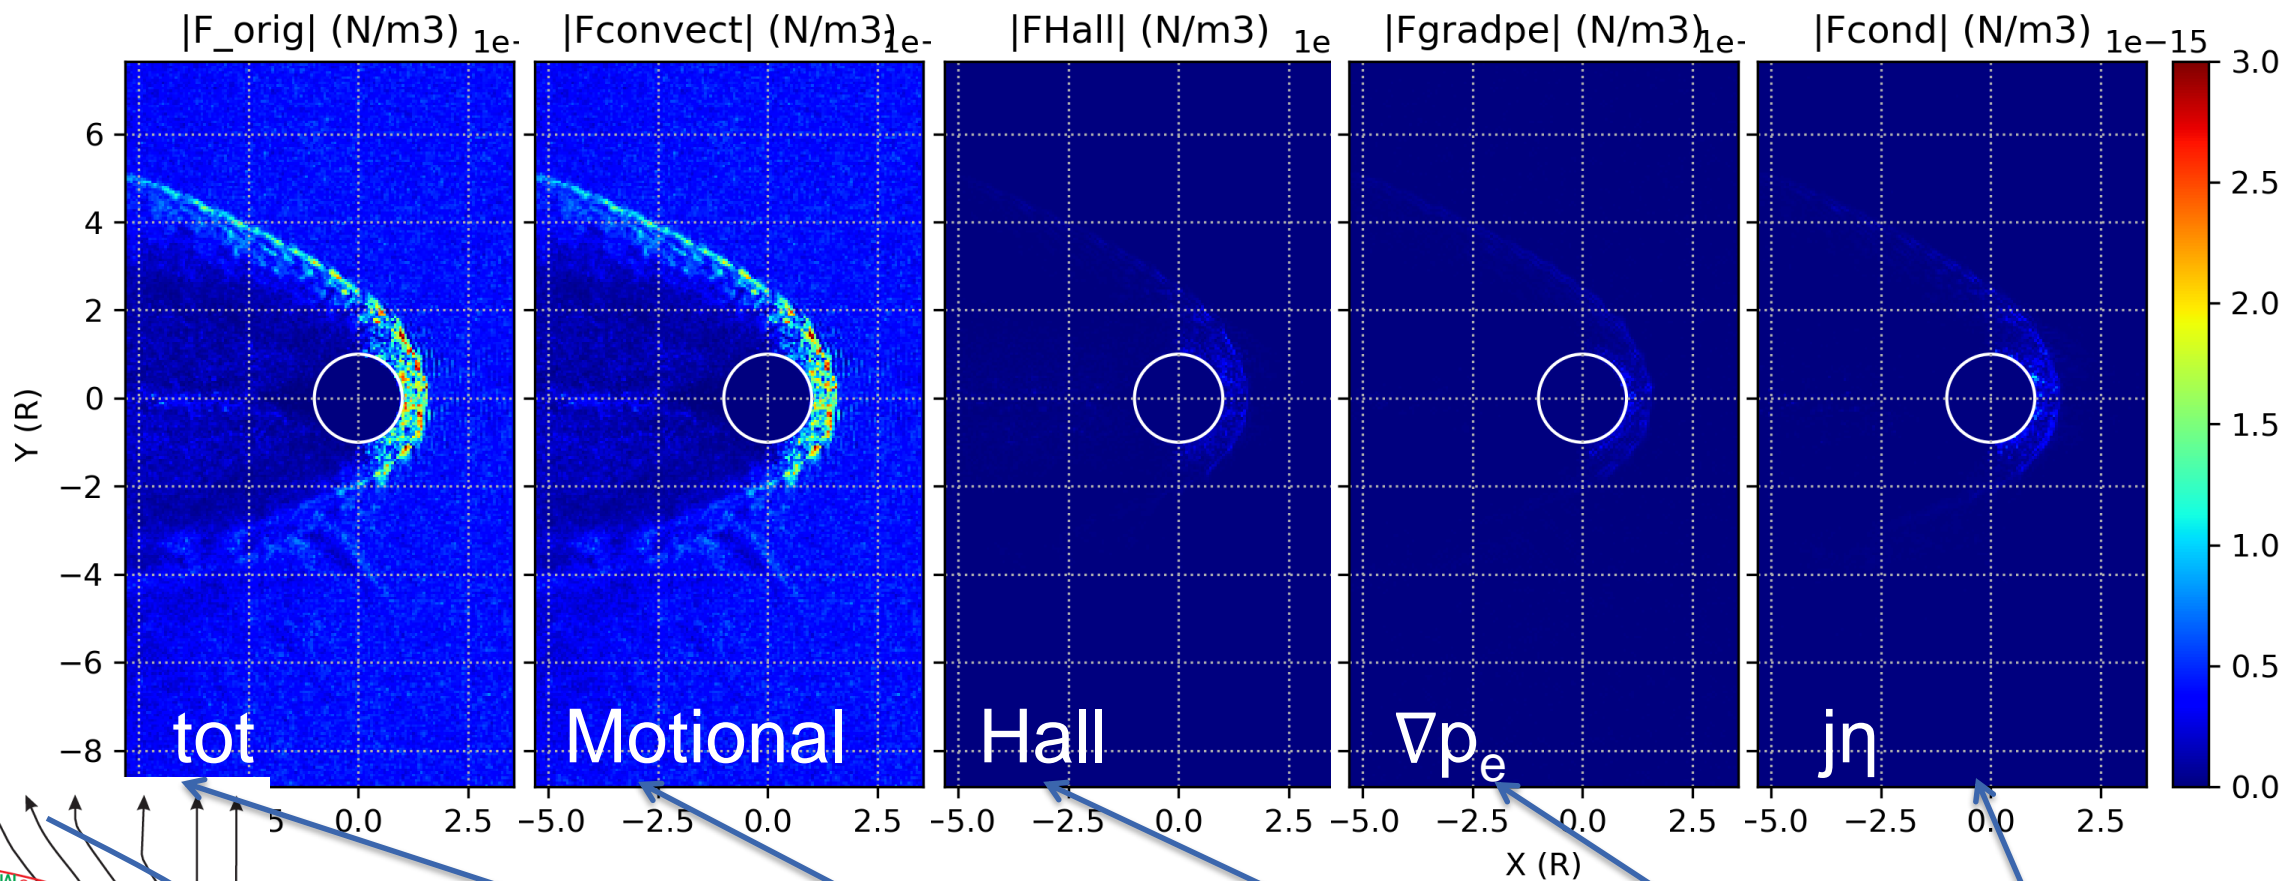 |F_orig| (N/m3) 1e-
|Fconvect| (N/m3) 1e-
|FHall| (N/m3) 1e
|Fgradpe| (N/m3) 1e-
|Fcond| (N/m3) 1e−15
Y (R)
6
4
2
0
−2
−4
−6
−8
tot
Motional
Hall
∇pe
jη
3.0
2.5
2.0
1.5
1.0
0.5
0.0
5 0.0 2.5
−5.0 −2.5 0.0 2.5
−5.0 −2.5 0.0 2.5
−5.0 −2.5 0.0 2.5
−5.0 −2.5 0.0 2.5
X (R)